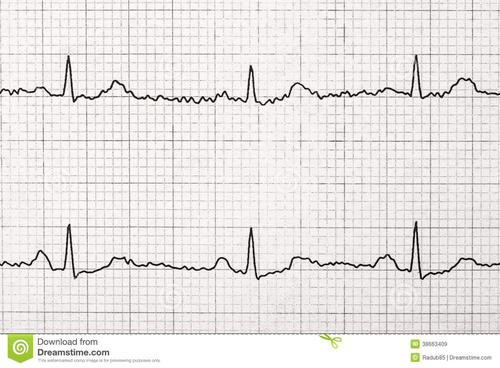 Download from
Dreamstime.com
This watermarked comp image is for previewing purposes only.
38663409
Radub85 | Dreamstime.com